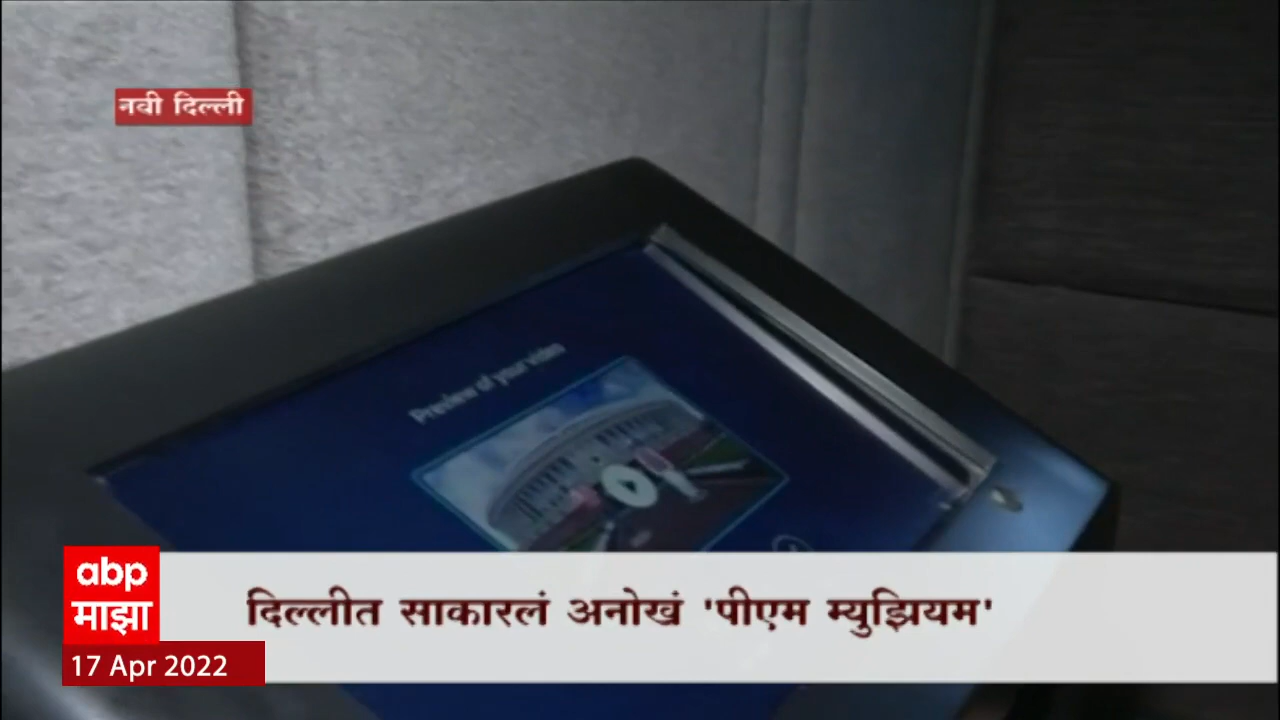 नवी दिल्ली
Preview of your video
abp
माझा
दिल्लीत साकारलं अनोखं 'पीएम म्युझियम'
17 Apr 2022